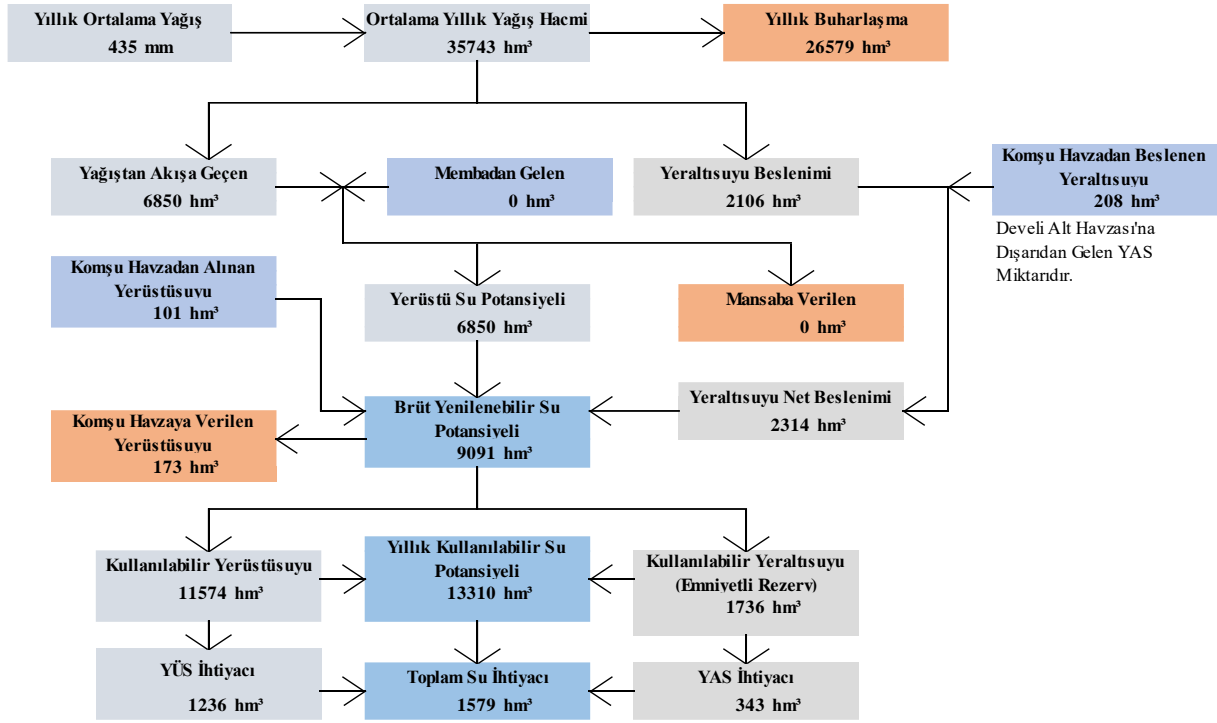 Yıllık Ortalama Yağış
435 mm
Ortalama Yıllık Yağış Hacmi
35743 hm³
Yıllık Buharlaşma
26579 hm³
Yağıştan Akışa Geçen
6850 hm³
Membadan Gelen
0 hm³
Yeraltısuyu Beslenimi
2106 hm³
Komşu Havzadan Beslenen
Yeraltısuyu
208 hm³
Develi Alt Havzası'na
Dışarıdan Gelen YAS
Miktarıdır.
Komşu Havzadan Alınan
Yerüstüsuyu
101 hm³
Yerüstü Su Potansiyeli
6850 hm³
Mansaba Verilen
0 hm³
Komşu Havzaya Verilen
Yerüstüsuyu
173 hm³
Brüt Yenilenebilir Su
Potansiyeli
9091 hm³
Yeraltısuyu Net Beslenimi
2314 hm³
Kullanılabilir Yerüstüsuyu
11574 hm³
Yıllık Kullanılabilir Su
Potansiyeli
13310 hm³
Kullanılabilir Yeraltısuyu
(Emniyetli Rezerv)
1736 hm³
YÜS İhtiyacı
1236 hm³
Toplam Su İhtiyacı
1579 hm³
YAS İhtiyacı
343 hm³